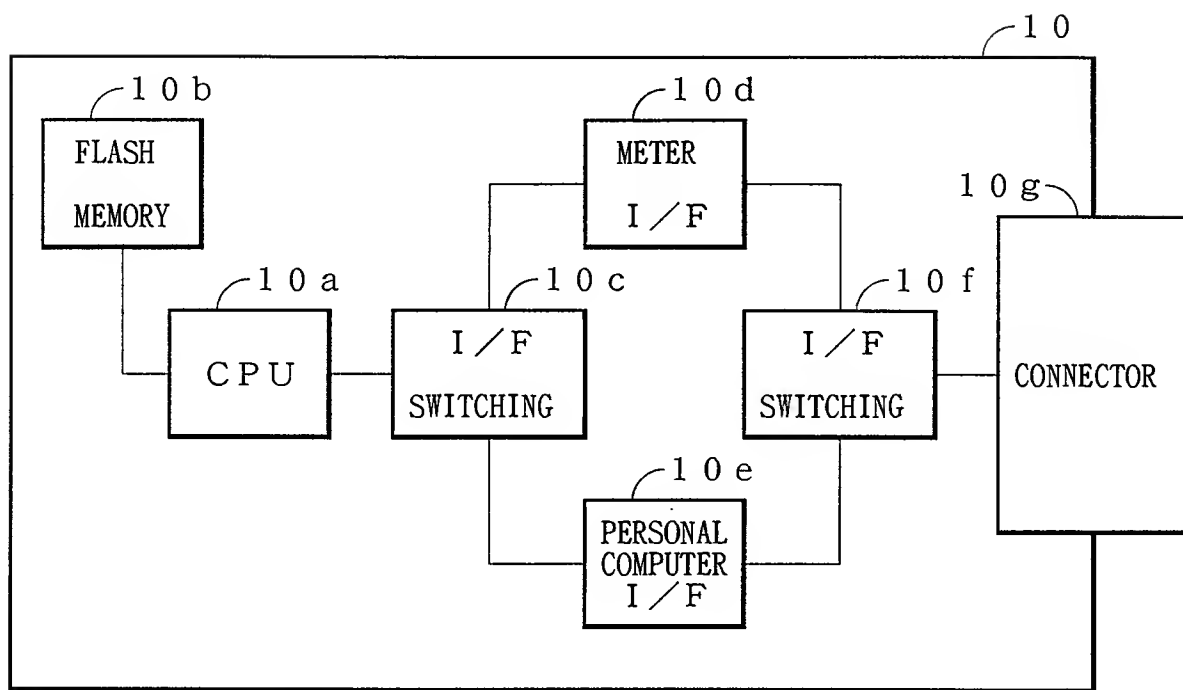 10
10b
10d
FLASH
MEMORY
METER
I/F
10g
10a
10c
10f
CPU
I/F
SWITCHING
I/F
SWITCHING
CONNECTOR
10e
PERSONAL
COMPUTER
I/F